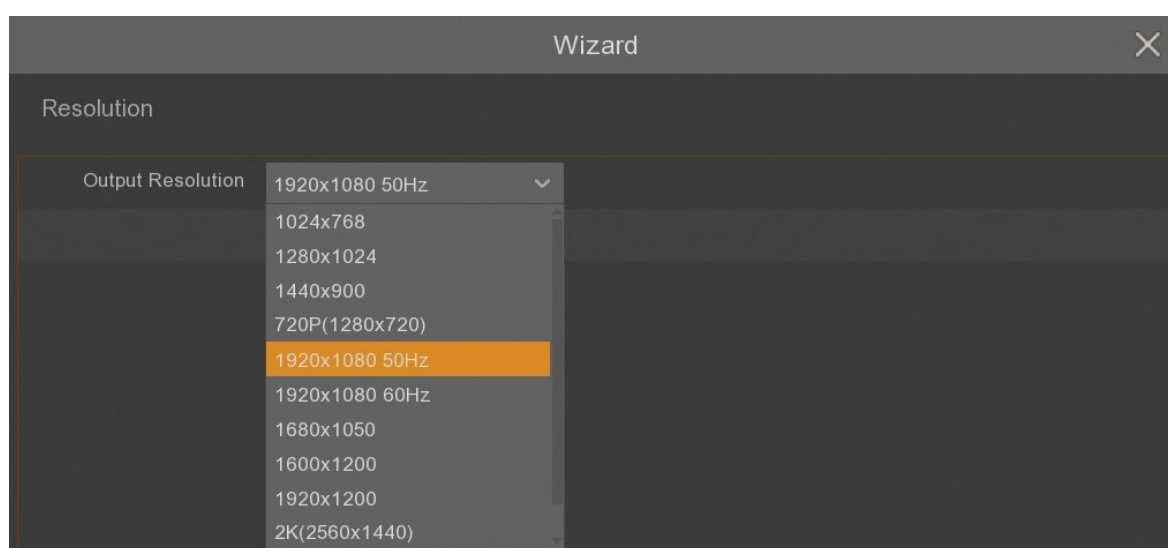 Wizard
Resolution
Output Resolution 1920x1080 50Hz
1024x768
1280x1024
1440x900
720P(1280x720)
1920x1080 50Hz
1920x1080 60Hz
1680x1050
1600x1200
1920x1200
2K(2560x1440)